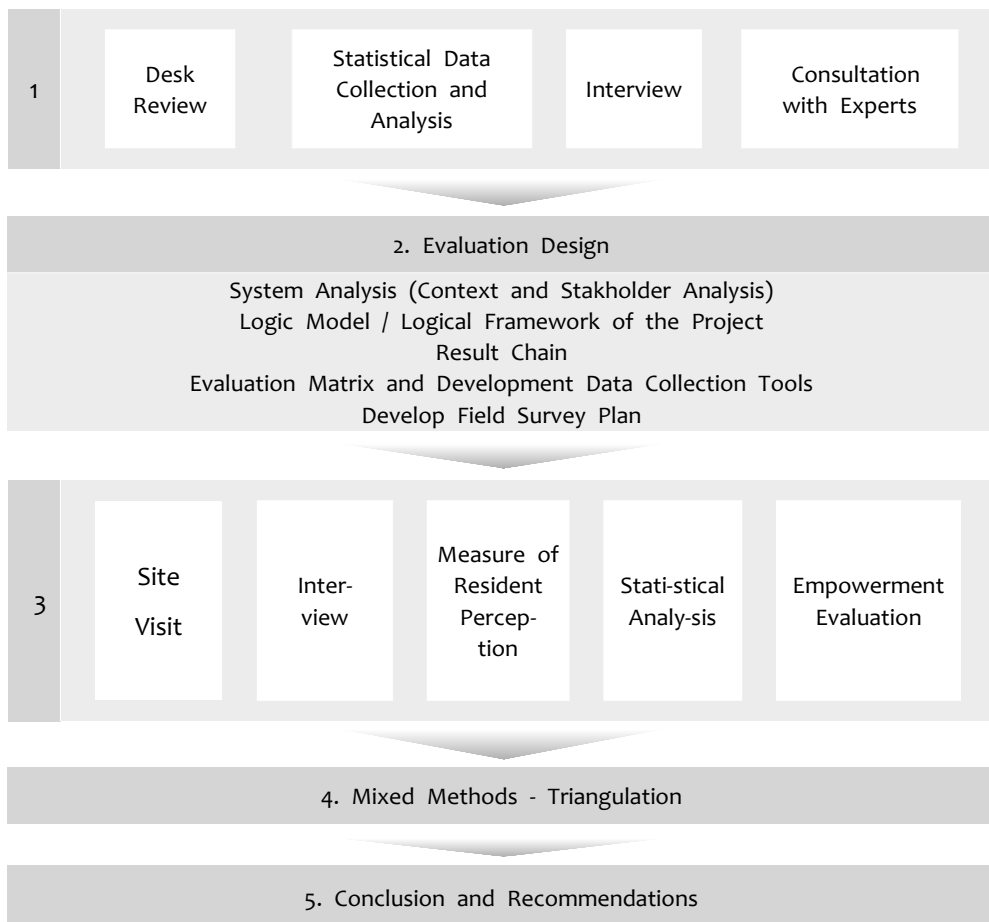 1
Desk
Review
Statistical Data
Collection and
Analysis
Interview
Consultation
with Experts
2. Evaluation Design
System Analysis (Context and Stakholder Analysis)
Logic Model / Logical Framework of the Project
Result Chain
Evaluation Matrix and Development Data Collection Tools
Develop Field Survey Plan
3
Site
Visit
Inter-
view
Measure of
Resident
Percep-
tion
Stati-stical
Analy-sis
Empowerment
Evaluation
4. Mixed Methods - Triangulation
5. Conclusion and Recommendations